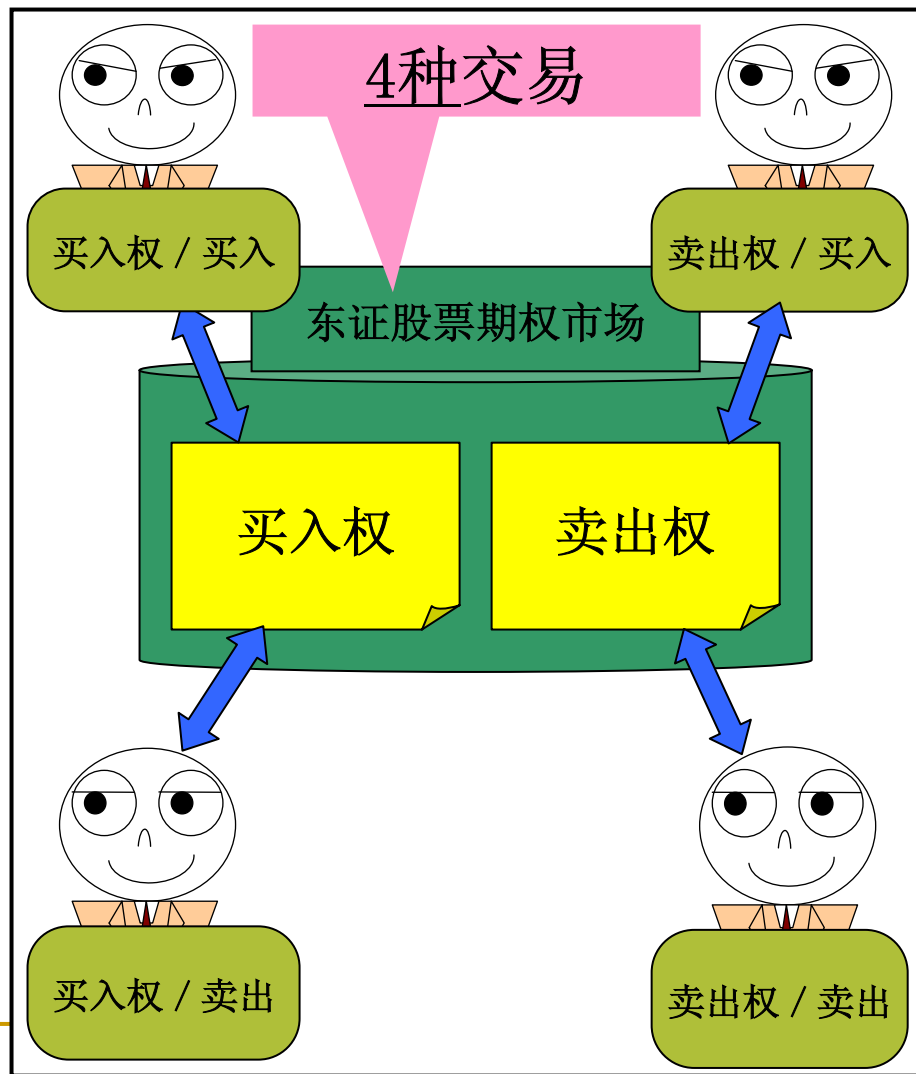 4种交易
买入权 / 买入
卖出权 / 买入
东证股票期权市场
买入权
卖出权
买入权 / 卖出
卖出权 / 卖出